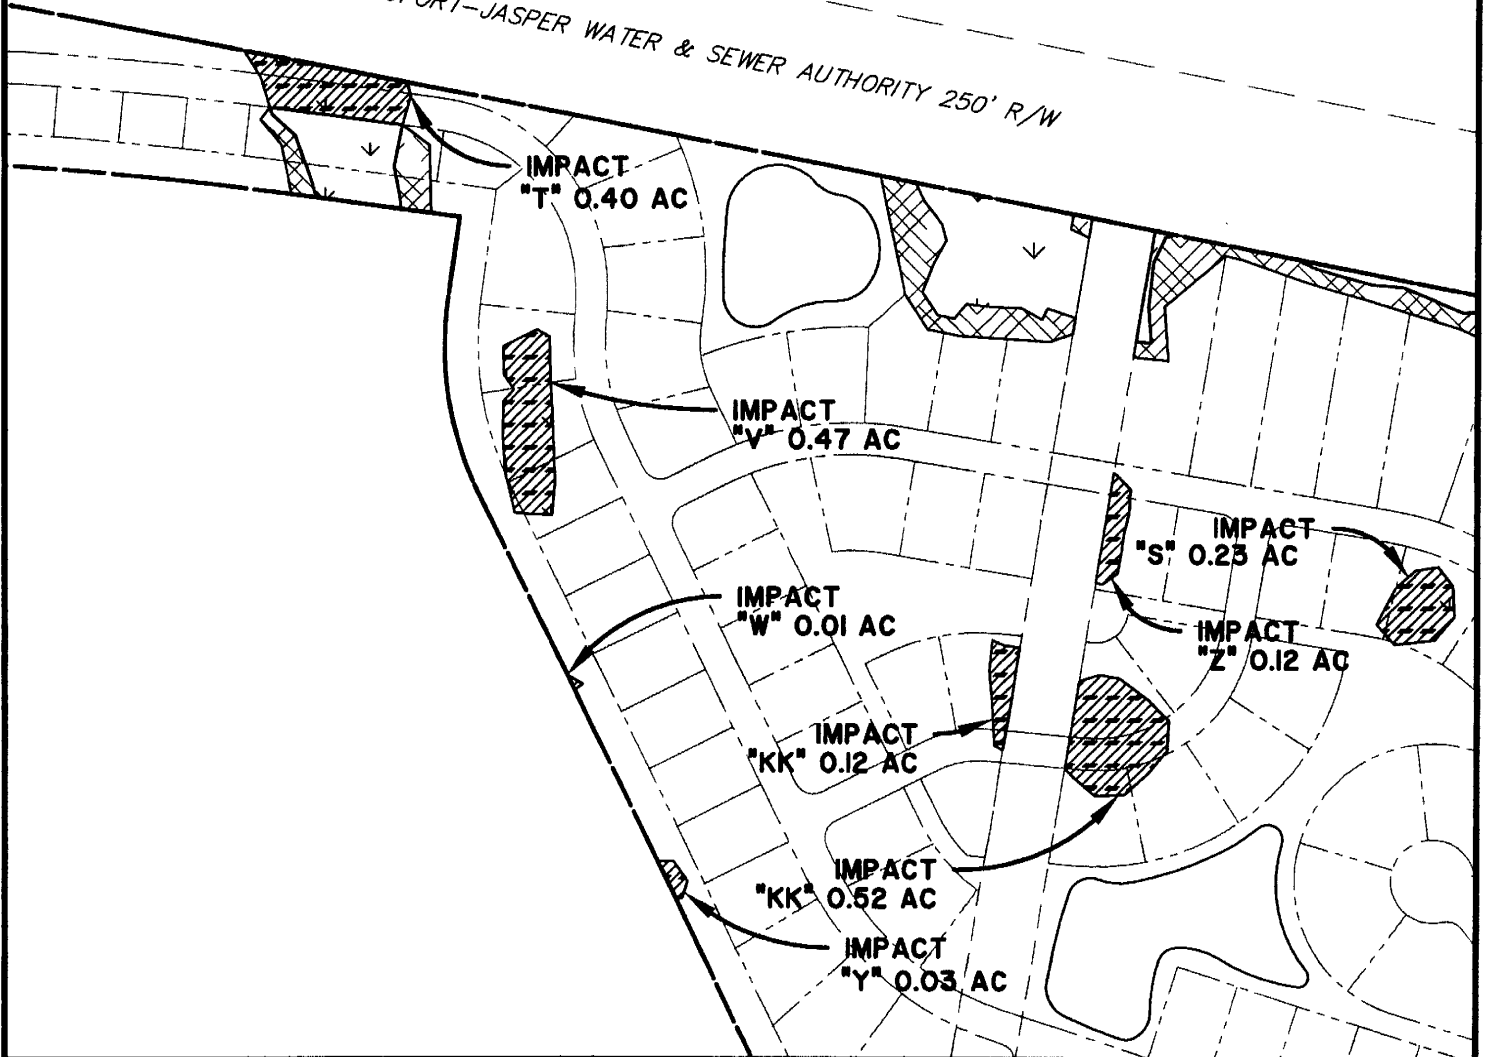 -JASPER WATER & SEWER AUTHORITY 250' R/W
IMPACT
"T" 0.40 AC
IMPACT
"V" 0.47 AC
IMPACT
"S" 0.23 AC
IMPACT
"W" 0.01 AC
IMPACT
"Z" 0.12 AC
IMPACT
"KK" 0.12 AC
IMPACT
"KK" 0.52 AC
IMPACT
"Y" 0.03 AC